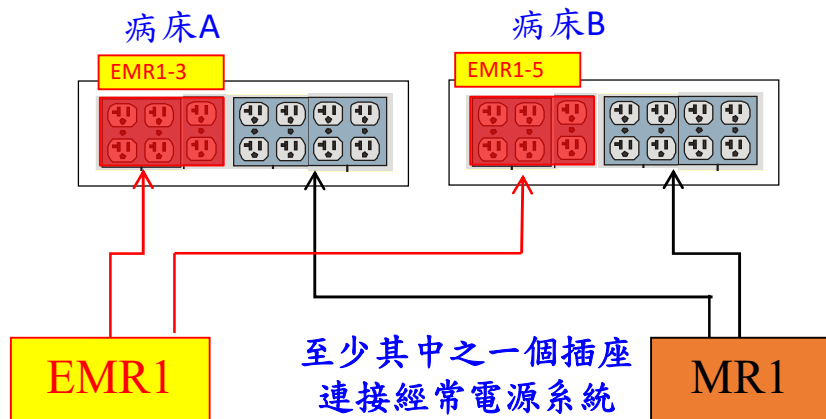 病床A
病床B
EMR1-3
EMR1-5
EMR1
至少其中之一個插座
連接經常電源系統
MR1